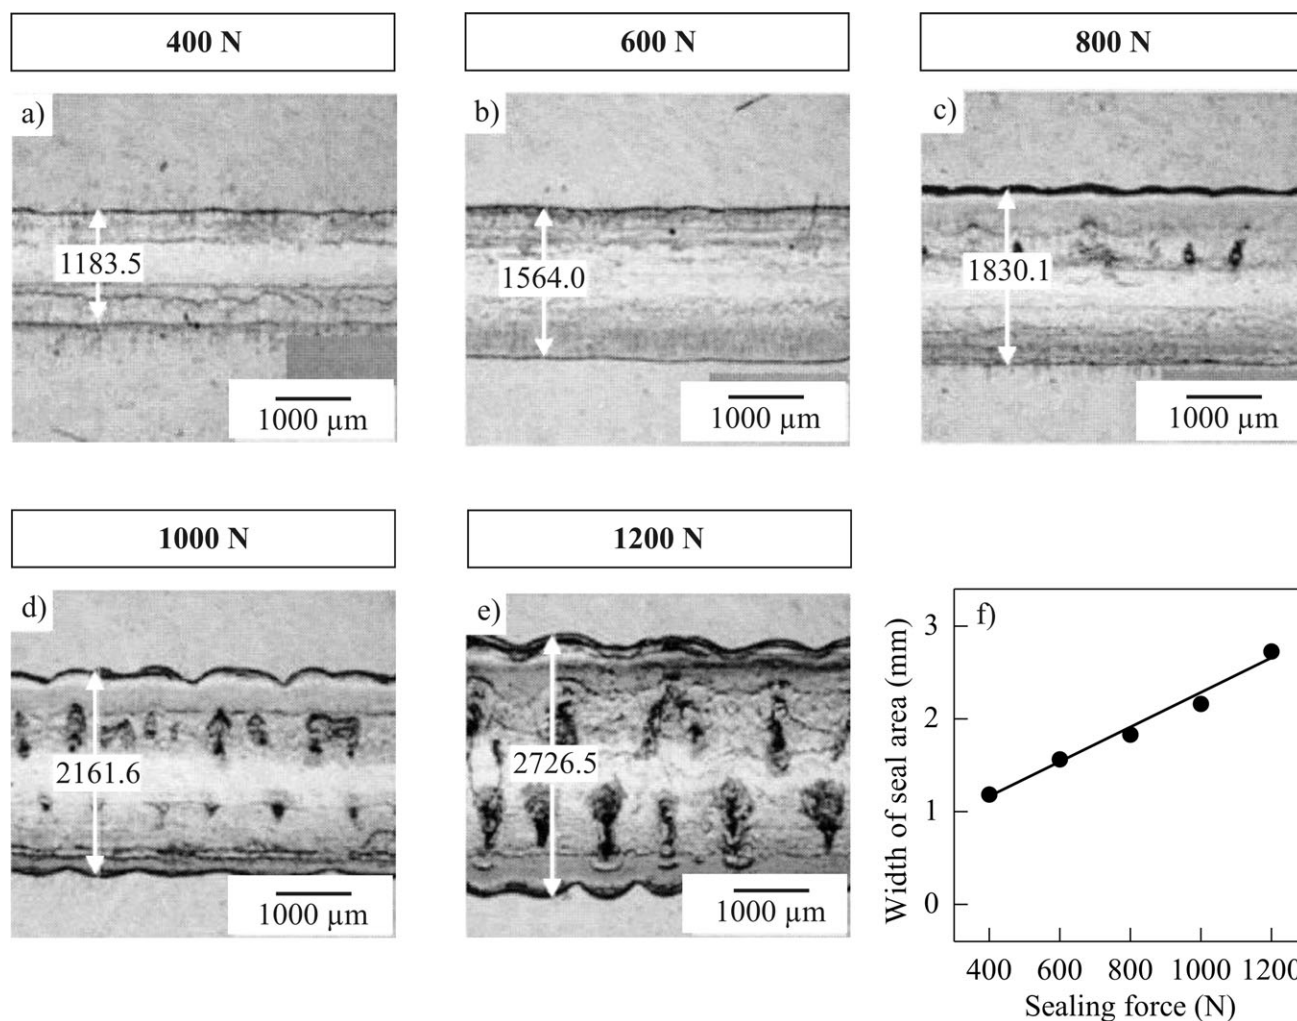 400 N
600 N
800 N
a)
b)
c)
1183.5
1564.0
1830.1
1000 µm
1000 µm
1000 µm
1000 N
1200 N
d)
e)
f)
2161.6
2726.5
1000 µm
1000 µm
Width of seal area (mm)
3
2
1
0
400 600 800 1000 1200
Sealing force (N)